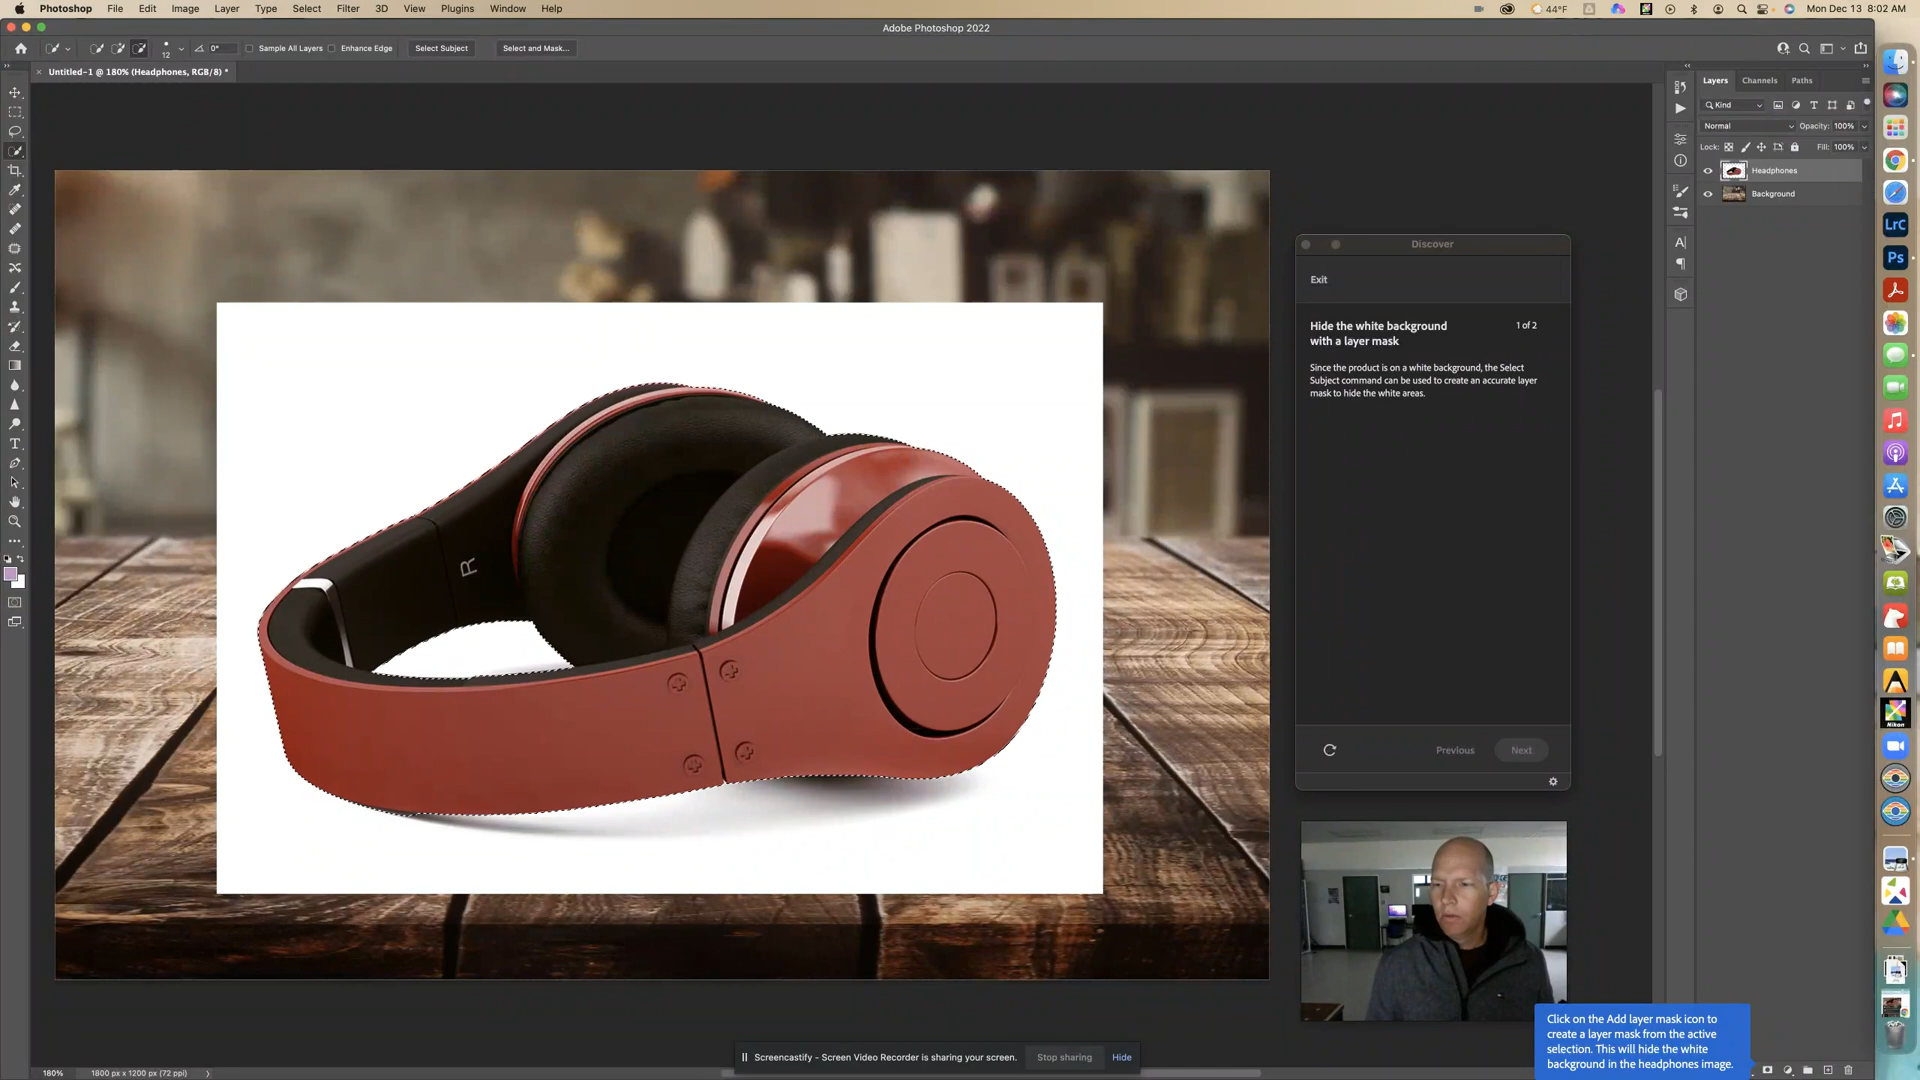 Photoshop File Edit Image Layer Type Select Filter 3D View Plugins Window Help
44°F Mon Dec 13 8:02 AM
Adobe Photoshop 2022
12 0° Sample All Layers Enhance Edge Select Subject Select and Mask...
× Untitled-1 @ 180% (Headphones, RGB/8) *
Layers Channels Paths
Kind
Normal Opacity: 100%
Lock: Fill: 100%
Headphones
Background
Discover
Exit
Hide the white background
with a layer mask
1 of 2
Since the product is on a white background, the Select
Subject command can be used to create an accurate layer
mask to hide the white areas.
R
Previous Next
LrC
Ps
Nikon
Click on the Add layer mask icon to
create a layer mask from the active
selection. This will hide the white
background in the headphones image.
Screencastify - Screen Video Recorder is sharing your screen. Stop sharing Hide
180% 1800 px x 1200 px (72 ppi)